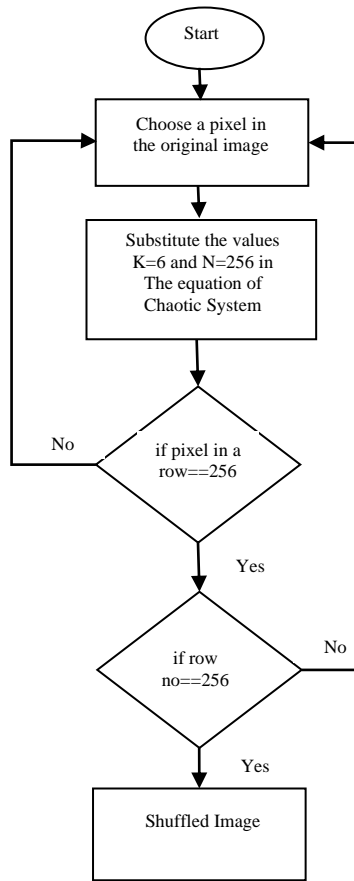 Start
Choose a pixel in
the original image
Substitute the values
K=6 and N=256 in
The equation of
Chaotic System
No
if pixel in a
row==256
Yes
if row
no==256
No
Yes
Shuffled Image